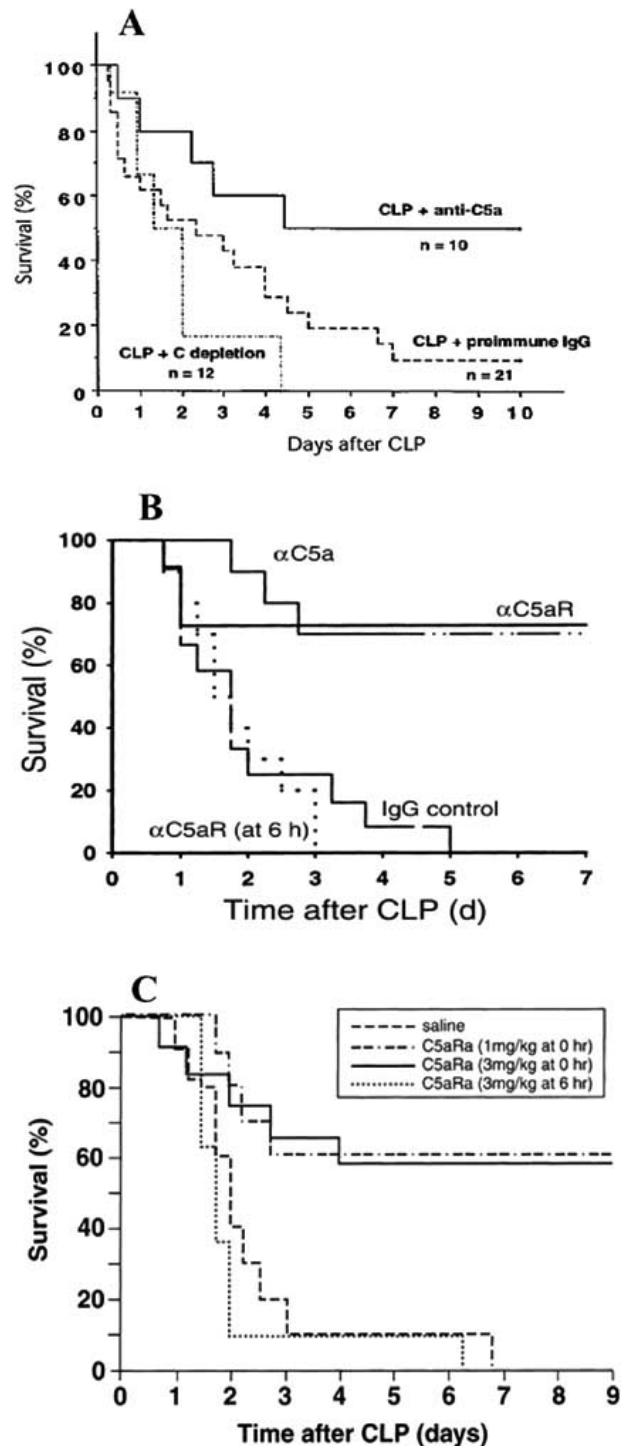 A
100
80
60
40
20
0
Survival (%)
CLP + anti-C5a
n = 10
CLP + preimmune IgG
n = 21
CLP + C depletion
n = 12
0 1 2 3 4 5 6 7 8 9 10
Days after CLP
B
100
80
60
40
20
0
Survival (%)
αC5a
αC5aR
IgG control
αC5aR (at 6 h)
0 1 2 3 4 5 6 7
Time after CLP (d)
C
100
80
60
40
20
0
Survival (%)
saline
C5aRa (1mg/kg at 0 hr)
C5aRa (3mg/kg at 0 hr)
C5aRa (3mg/kg at 6 hr)
0 1 2 3 4 5 6 7 8 9
Time after CLP (days)